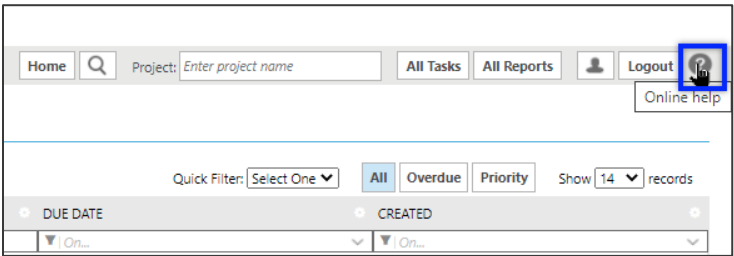 Home Project: Enter project name All Tasks All Reports Logout ?
Online help
Quick Filter: Select One All Overdue Priority Show 14 records
DUE DATE CREATED
On... On...